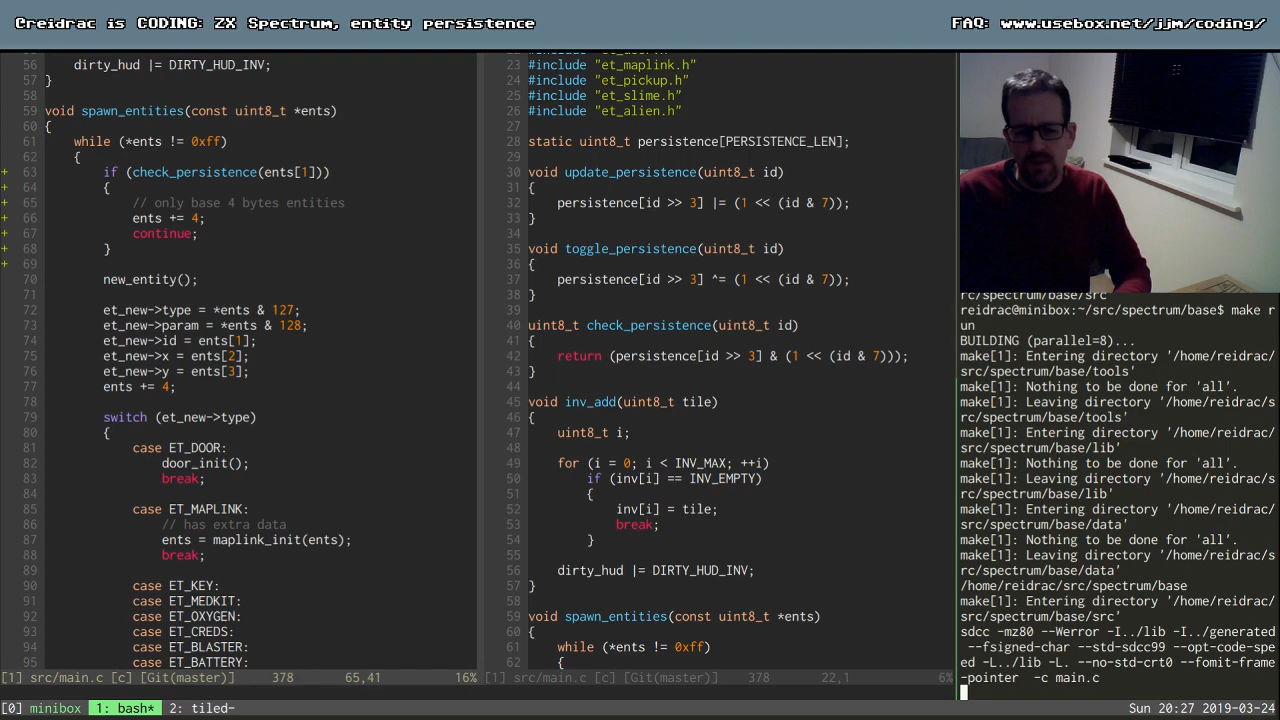 Creidrac is CODING: ZX Spectrum, entity persistence
FAQ: www.usebox.net/jjm/coding/
56 dirty_hud |= DIRTY_HUD_INV;
57 }
58
59 void spawn_entities(const uint8_t *ents)
60 {
61 while (*ents != 0xff)
62 {
+ 63 if (check_persistence(ents[1]))
+ 64 {
+ 65 // only base 4 bytes entities
+ 66 ents += 4;
+ 67 continue;
+ 68 }
+ 69
70 new_entity();
71
72 et_new->type = *ents & 127;
73 et_new->param = *ents & 128;
74 et_new->id = ents[1];
75 et_new->x = ents[2];
76 et_new->y = ents[3];
77 ents += 4;
78
79 switch (et_new->type)
80 {
81 case ET_DOOR:
82 door_init();
83 break;
84
85 case ET_MAPLINK:
86 // has extra data
87 ents = maplink_init(ents);
88 break;
89
90 case ET_KEY:
91 case ET_MEDKIT:
92 case ET_OXYGEN:
93 case ET_CREDS:
94 case ET_BLASTER:
95 case ET_BATTERY:
[1] src/main.c [c] [Git(master)] 378 65,41 16%
23 #include "et_maplink.h"
24 #include "et_pickup.h"
25 #include "et_slime.h"
26 #include "et_alien.h"
27
28 static uint8_t persistence[PERSISTENCE_LEN];
29
30 void update_persistence(uint8_t id)
31 {
32 persistence[id >> 3] |= (1 << (id & 7));
33 }
34
35 void toggle_persistence(uint8_t id)
36 {
37 persistence[id >> 3] ^= (1 << (id & 7));
38 }
39
40 uint8_t check_persistence(uint8_t id)
41 {
42 return (persistence[id >> 3] & (1 << (id & 7)));
43 }
44
45 void inv_add(uint8_t tile)
46 {
47 uint8_t i;
48
49 for (i = 0; i < INV_MAX; ++i)
50 if (inv[i] == INV_EMPTY)
51 {
52 inv[i] = tile;
53 break;
54 }
55
56 dirty_hud |= DIRTY_HUD_INV;
57 }
58
59 void spawn_entities(const uint8_t *ents)
60 {
61 while (*ents != 0xff)
62 {
[1] src/main.c [c] [Git(master)] 378 22,1 6%
rc/spectrum/base/src
reidrac@minibox:~/src/spectrum/base$ make r
un
BUILDING (parallel=8)...
make[1]: Entering directory '/home/reidrac/
src/spectrum/base/tools'
make[1]: Nothing to be done for 'all'.
make[1]: Leaving directory '/home/reidrac/s
rc/spectrum/base/tools'
make[1]: Entering directory '/home/reidrac/
src/spectrum/base/lib'
make[1]: Nothing to be done for 'all'.
make[1]: Leaving directory '/home/reidrac/s
rc/spectrum/base/lib'
make[1]: Entering directory '/home/reidrac/
src/spectrum/base/data'
make[1]: Nothing to be done for 'all'.
make[1]: Leaving directory '/home/reidrac/s
rc/spectrum/base/data'
/home/reidrac/src/spectrum/base
make[1]: Entering directory '/home/reidrac/
src/spectrum/base/src'
sdcc -mz80 --Werror -I../lib -I../generated
--fsigned-char --std-sdcc99 --opt-code-spe
ed -L../lib -L. --no-std-crt0 --fomit-frame
-pointer -c main.c
[0] minibox 1: bash* 2: tiled- Sun 20:27 2019-03-24